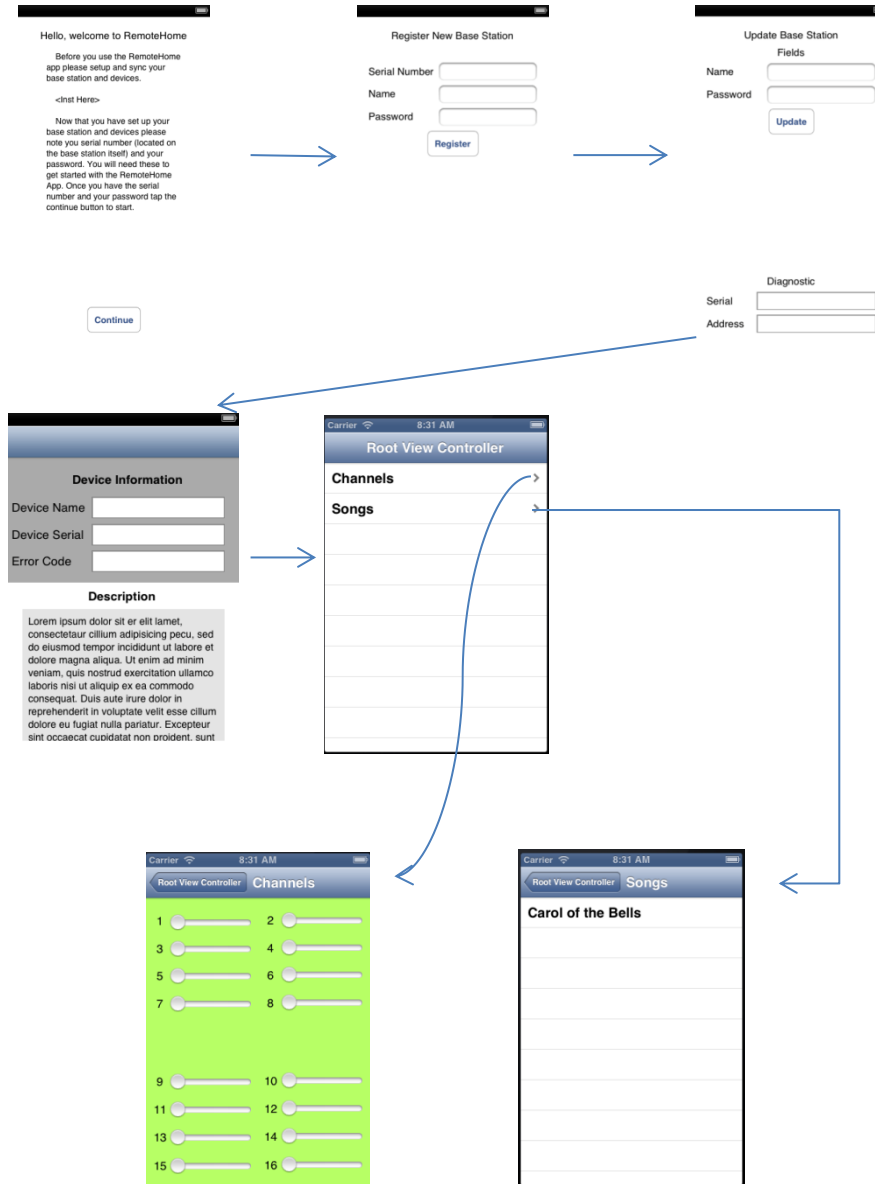 Hello, welcome to RemoteHome
Before you use the RemoteHome
app please setup and sync your
base station and devices.
<Inst Here>
Now that you have set up your
base station and devices please
note you serial number (located on
the base station itself) and your
password. You will need these to
get started with the RemoteHome
App. Once you have the serial
number and your password tap the
continue button to start.
Continue
Register New Base Station
Serial Number
Name
Password
Register
Update Base Station
Fields
Name
Password
Update
Diagnostic
Serial
Address
Device Information
Device Name
Device Serial
Error Code
Description
Lorem ipsum dolor sit er elit lamet,
consectetaur cillium adipisicing pecu, sed
do eiusmod tempor incididunt ut labore et
dolore magna aliqua. Ut enim ad minim
veniam, quis nostrud exercitation ullamco
laboris nisi ut aliquip ex ea commodo
consequat. Duis aute irure dolor in
reprehenderit in voluptate velit esse cillum
dolore eu fugiat nulla pariatur. Excepteur
sint occaecat cupidatat non proident, sunt
Carrier 8:31 AM
Root View Controller
Channels
Songs
Carrier 8:31 AM
Root View Controller Channels
1 2
3 4
5 6
7 8
9 10
11 12
13 14
15 16
Carrier 8:31 AM
Root View Controller Songs
Carol of the Bells